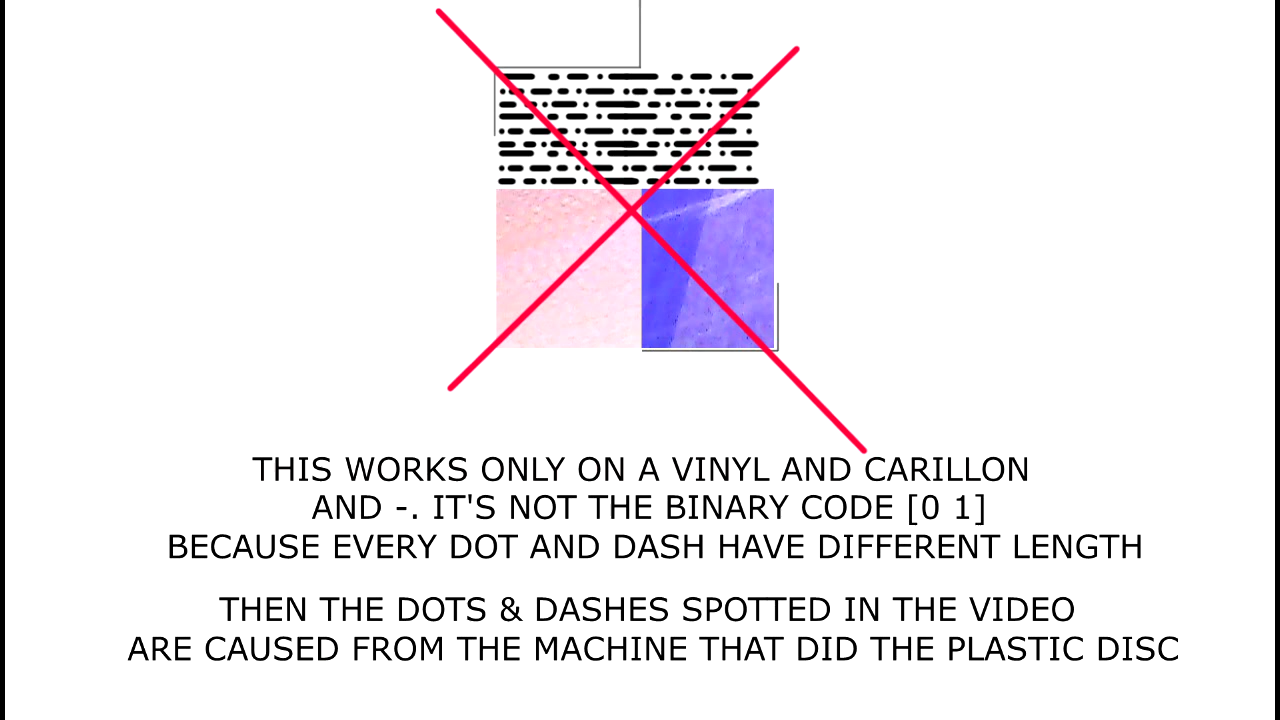 THIS WORKS ONLY ON A VINYL AND CARILLON
AND -. IT'S NOT THE BINARY CODE [0 1]
BECAUSE EVERY DOT AND DASH HAVE DIFFERENT LENGTH
THEN THE DOTS & DASHES SPOTTED IN THE VIDEO
ARE CAUSED FROM THE MACHINE THAT DID THE PLASTIC DISC